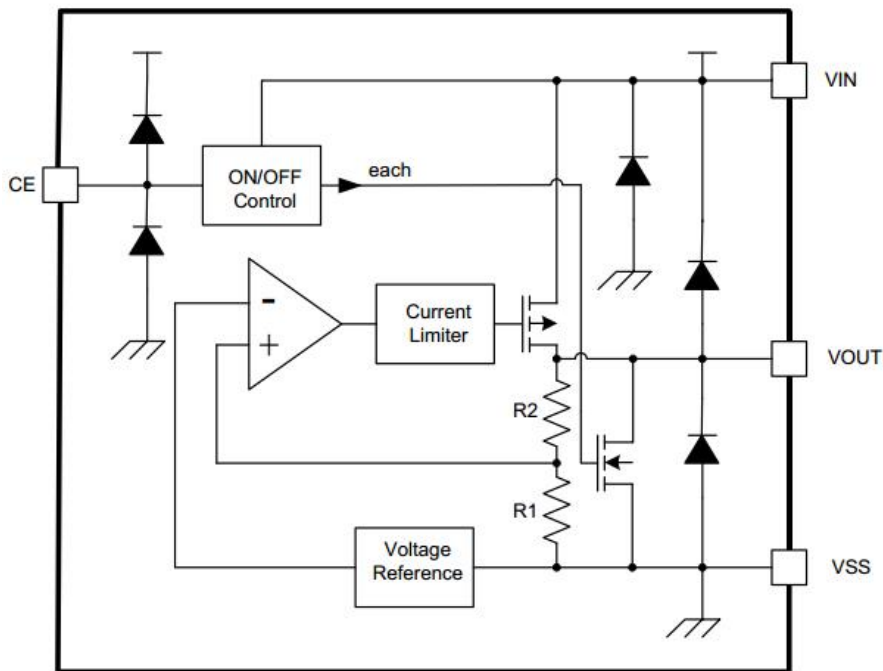 VIN
CE
ON/OFF
Control
each
-
+
Current
Limiter
VOUT
R2
R1
Voltage
Reference
VSS